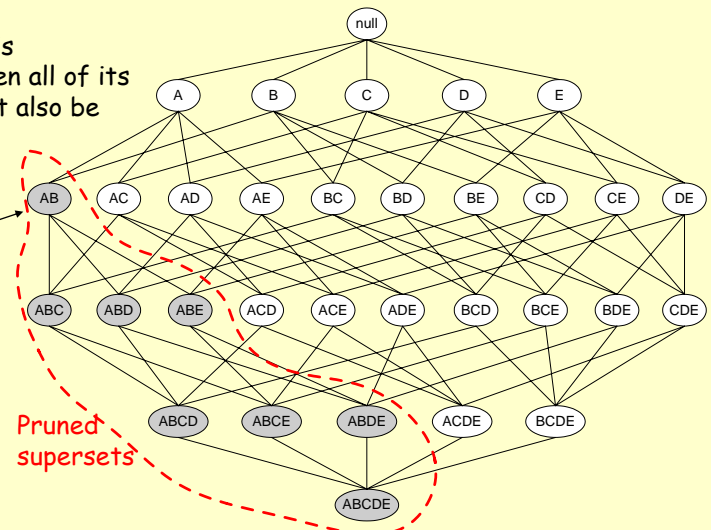 null
s
en all of its
t also be
A B C D E
AB AC AD AE BC BD BE CD CE DE
ABC ABD ABE ACD ACE ADE BCD BCE BDE CDE
ABCD ABCE ABDE ACDE BCDE
Pruned
supersets
ABCDE